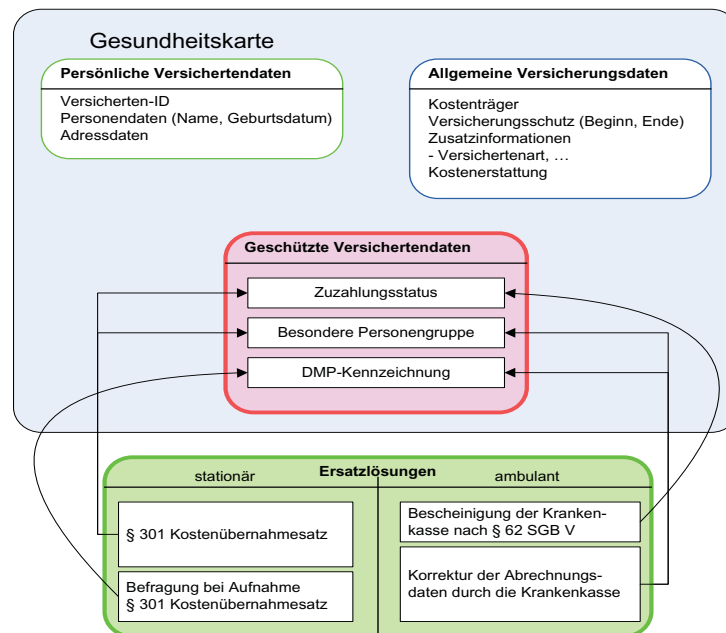 Gesundheitskarte
Persönliche Versichertendaten
Versicherten-ID
Personendaten (Name, Geburtsdatum)
Adressdaten
Allgemeine Versicherungsdaten
Kostenträger
Versicherungsschutz (Beginn, Ende)
Zusatzinformationen
- Versichertenart, …
Kostenerstattung
Geschützte Versichertendaten
Zuzahlungsstatus
Besondere Personengruppe
DMP-Kennzeichnung
Ersatzlösungen
stationär
ambulant
§ 301 Kostenübernahmesatz
Befragung bei Aufnahme
§ 301 Kostenübernahmesatz
Bescheinigung der Kranken-
kasse nach § 62 SGB V
Korrektur der Abrechnungs-
daten durch die Krankenkasse